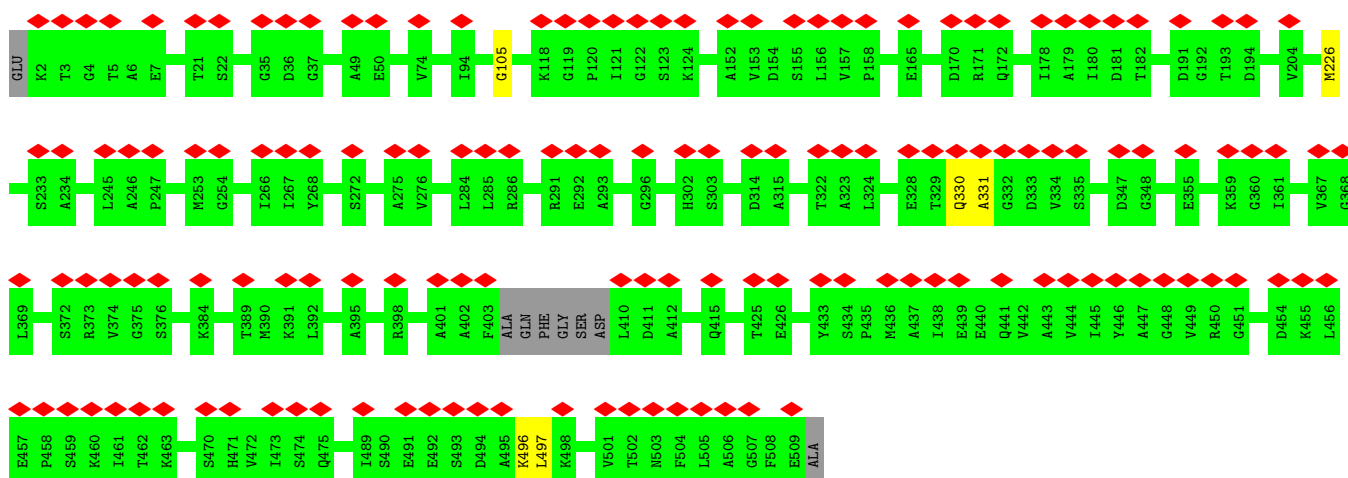 GLU K2 T3 G4 T5 A6 E7 T21 S22 G35 D36 G37 A49 E50 V74 I94 G105 K118 G119 P120 I121 G122 S123 K124 A152 V153 D154 S155 L156 V157 P158 E165 D170 R171 Q172 I178 A179 I180 D181 T182 D191 G192 T193 D194 V204 M226
S233 A234 L245 A246 P247 M253 G254 I266 I267 Y268 S272 A275 V276 L284 L285 R286 R291 E292 A293 G296 H302 S303 D314 A315 T322 A323 L324 E328 T329 Q330 A331 G332 D333 V334 S335 D347 G348 E355 K359 G360 I361 V367 G368
L369 S372 R373 V374 G375 S376 K384 T389 M390 K391 L392 A395 R398 A401 A402 F403 ALA GLN PHE GLY SER ASP L410 D411 A412 Q415 T425 E426 Y433 S434 P435 M436 A437 I438 E439 E440 Q441 V442 A443 V444 I445 Y446 A447 G448 V449 R450 G451 D454 K455 L456
E457 P458 S459 K460 I461 T462 K463 S470 H471 V472 I473 S474 Q475 I489 S490 E491 E492 S493 D494 A495 K496 L497 K498 V501 T502 N503 F504 L505 A506 G507 F508 E509 ALA